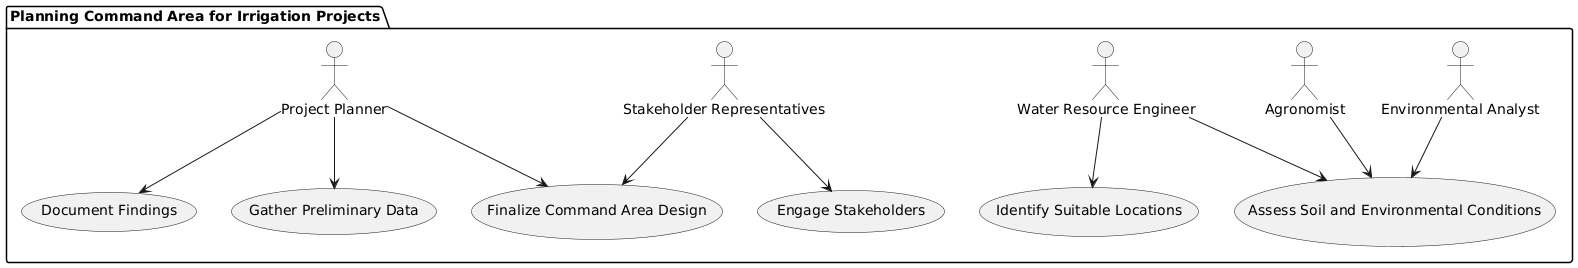 Planning Command Area for Irrigation Projects
Project Planner
Stakeholder Representatives
Water Resource Engineer
Agronomist
Environmental Analyst
Document Findings
Gather Preliminary Data
Finalize Command Area Design
Engage Stakeholders
Identify Suitable Locations
Assess Soil and Environmental Conditions